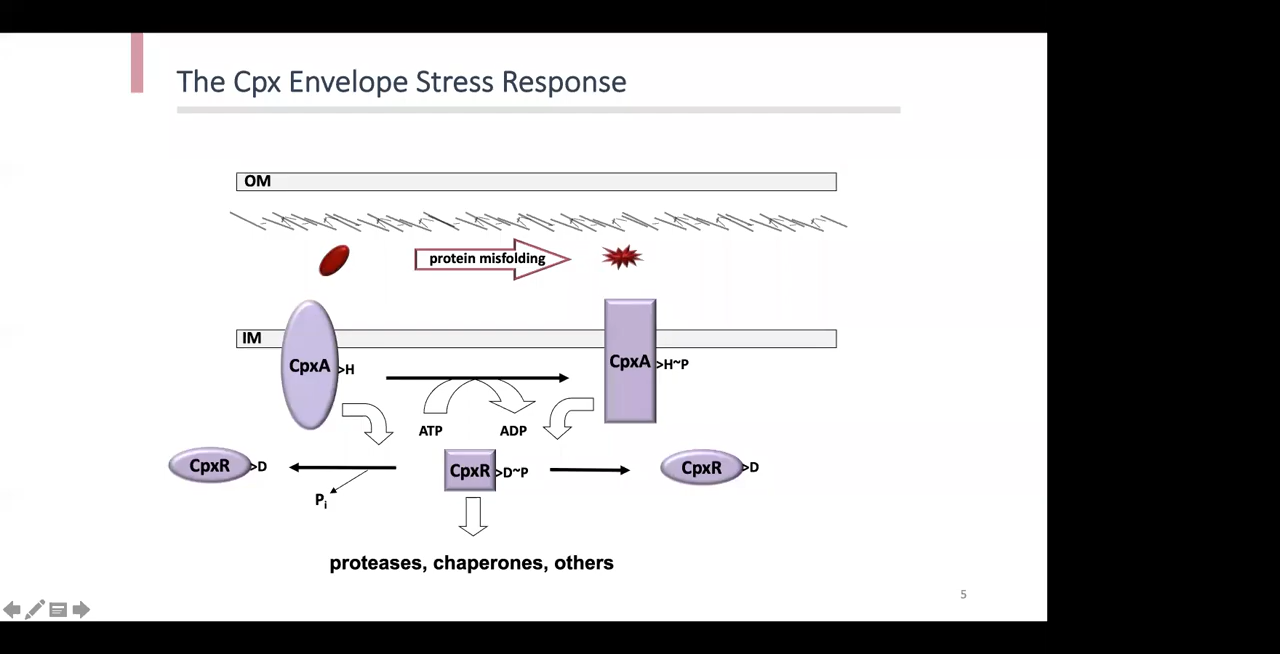 The Cpx Envelope Stress Response
OM
protein misfolding
IM
CpxA
>H
CpxA
>H~P
ATP
ADP
CpxR
>D
CpxR
>D~P
CpxR
>D
Pi
proteases, chaperones, others
5